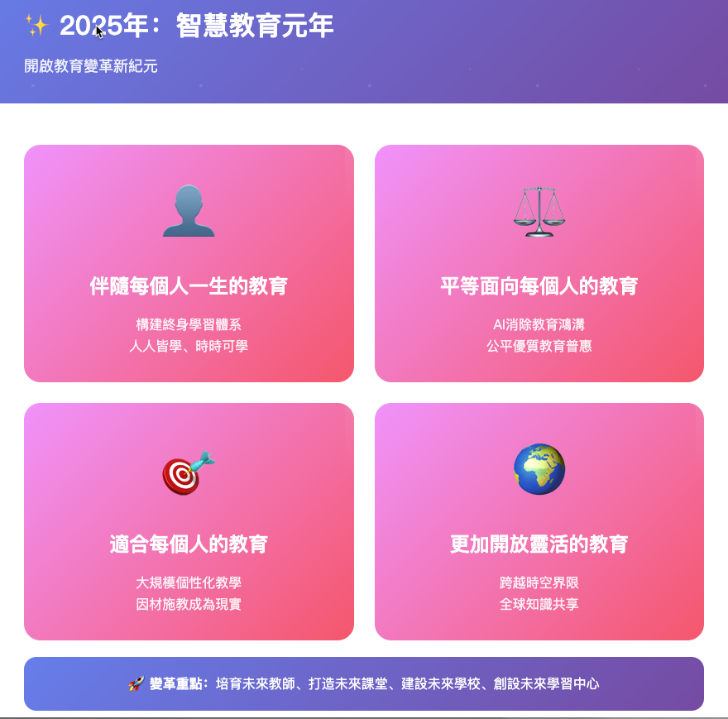 ✨ 2025年：智慧教育元年
開啟教育變革新紀元
伴隨每個人一生的教育
構建終身學習體系
人人皆學、時時可學
平等面向每個人的教育
AI消除教育鴻溝
公平優質教育普惠
適合每個人的教育
大規模個性化教學
因材施教成為現實
更加開放靈活的教育
跨越時空界限
全球知識共享
🚀 變革重點：培育未來教師、打造未來課堂、建設未來學校、創設未來學習中心